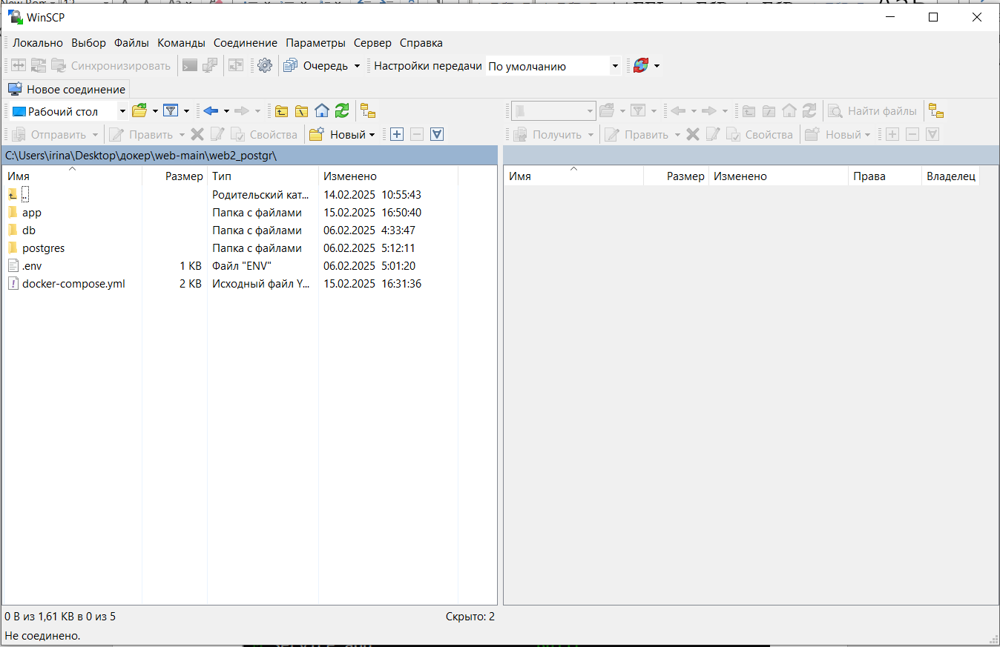 WinSCP
Локально Выбор Файлы Команды Соединение Параметры Сервер Справка
Синхронизировать Очередь Настройки передачи По умолчанию
Новое соединение
Рабочий стол Найти файлы
Отправить Править Свойства Новый Получить Править Свойства Новый
C:\Users\irina\Desktop\докер\web-main\web2_postgr\
Имя Размер Тип Изменено Имя Размер Изменено Права Владелец
.. Родительский кат... 14.02.2025 10:55:43
app Папка с файлами 15.02.2025 16:50:40
db Папка с файлами 06.02.2025 4:33:47
postgres Папка с файлами 06.02.2025 5:12:11
.env 1 KB Файл "ENV" 06.02.2025 5:01:20
docker-compose.yml 2 KB Исходный файл Y... 15.02.2025 16:31:36
0 B из 1,61 KB в 0 из 5 Скрыто: 2
Не соединено.